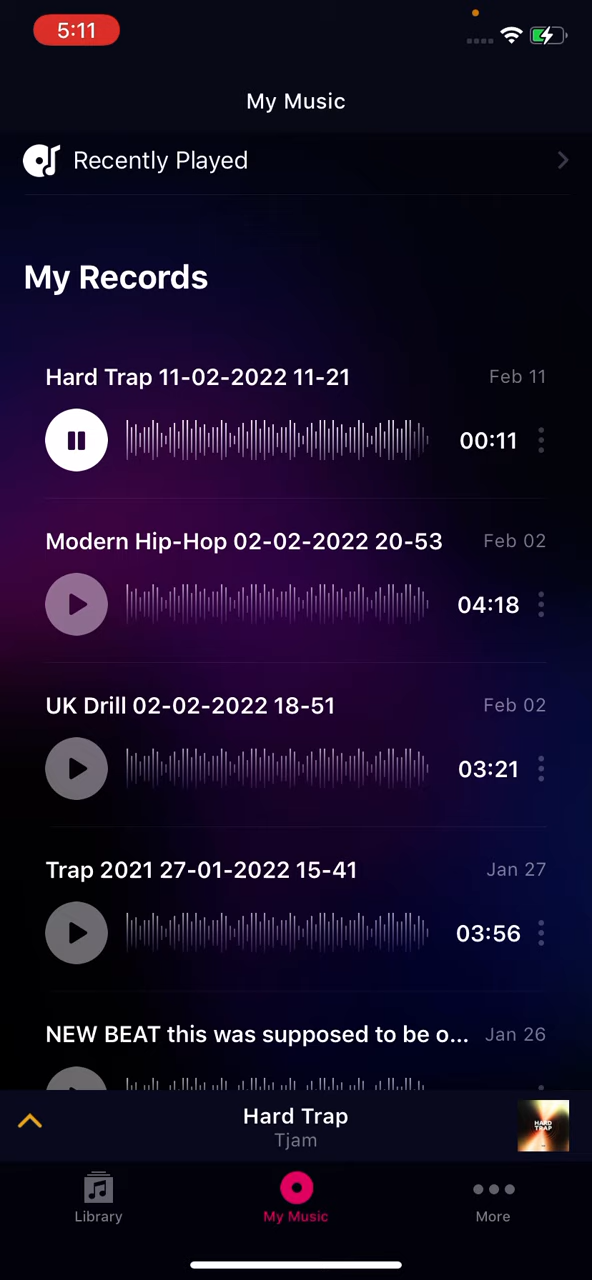 5:11
My Music
Recently Played
My Records
Hard Trap 11-02-2022 11-21
Feb 11
00:11
Modern Hip-Hop 02-02-2022 20-53
Feb 02
04:18
UK Drill 02-02-2022 18-51
Feb 02
03:21
Trap 2021 27-01-2022 15-41
Jan 27
03:56
NEW BEAT this was supposed to be o...
Jan 26
Hard Trap
Tjam
HARD
TRAP
Library
My Music
More